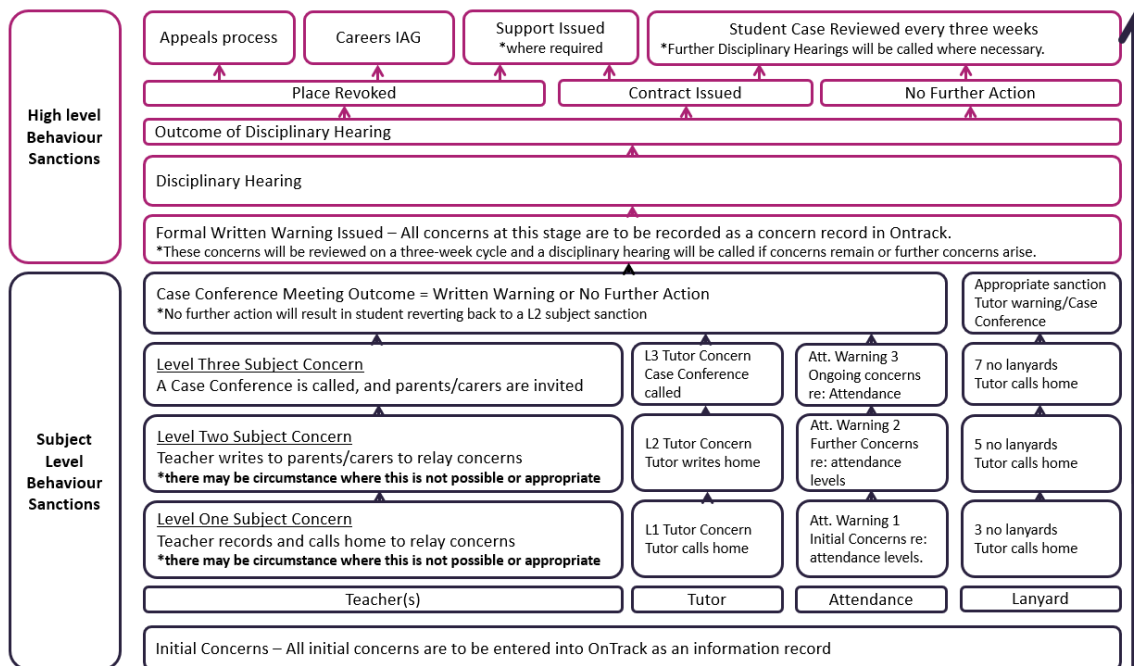 High level
Behaviour
Sanctions
Appeals process
Careers IAG
Support Issued
*where required
Student Case Reviewed every three weeks
*Further Disciplinary Hearings will be called where necessary.
Place Revoked
Contract Issued
No Further Action
Outcome of Disciplinary Hearing
Disciplinary Hearing
Formal Written Warning Issued – All concerns at this stage are to be recorded as a concern record in Ontrack.
*These concerns will be reviewed on a three-week cycle and a disciplinary hearing will be called if concerns remain or further concerns arise.
Subject
Level
Behaviour
Sanctions
Case Conference Meeting Outcome = Written Warning or No Further Action
*No further action will result in student reverting back to a L2 subject sanction
Appropriate sanction
Tutor warning/Case
Conference
Level Three Subject Concern
A Case Conference is called, and parents/carers are invited
L3 Tutor Concern
Case Conference
called
Att. Warning 3
Ongoing concerns
re: Attendance
7 no lanyards
Tutor calls home
Level Two Subject Concern
Teacher writes to parents/carers to relay concerns
*there may be circumstance where this is not possible or appropriate
L2 Tutor Concern
Tutor writes home
Att. Warning 2
Further Concerns
re: attendance
levels
5 no lanyards
Tutor calls home
Level One Subject Concern
Teacher records and calls home to relay concerns
*there may be circumstance where this is not possible or appropriate
L1 Tutor Concern
Tutor calls home
Att. Warning 1
Initial Concerns re:
attendance levels.
3 no lanyards
Tutor calls home
Teacher(s)
Tutor
Attendance
Lanyard
Initial Concerns – All initial concerns are to be entered into OnTrack as an information record